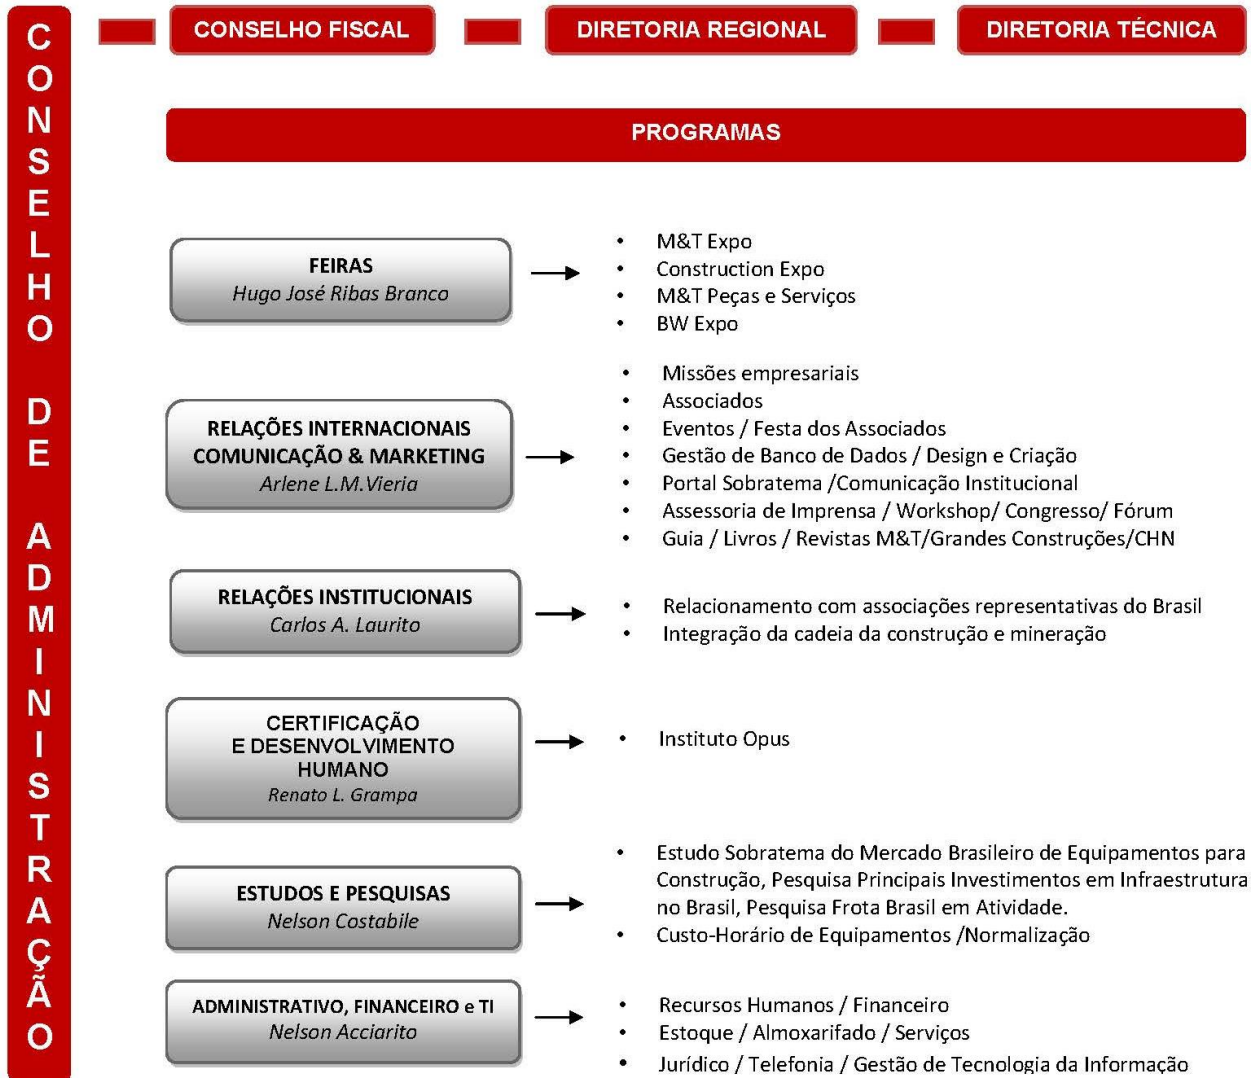 CONSELHO DE ADMINISTRAÇÃO
CONSELHO FISCAL
DIRETORIA REGIONAL
DIRETORIA TÉCNICA
PROGRAMAS
FEIRAS
Hugo José Ribas Branco
• M&T Expo
• Construction Expo
• M&T Peças e Serviços
• BW Expo
RELAÇÕES INTERNACIONAIS
COMUNICAÇÃO & MARKETING
Arlene L.M.Vieria
• Missões empresariais
• Associados
• Eventos / Festa dos Associados
• Gestão de Banco de Dados / Design e Criação
• Portal Sobratema /Comunicação Institucional
• Assessoria de Imprensa / Workshop/ Congresso/ Fórum
• Guia / Livros / Revistas M&T/Grandes Construções/CHN
RELAÇÕES INSTITUCIONAIS
Carlos A. Laurito
• Relacionamento com associações representativas do Brasil
• Integração da cadeia da construção e mineração
CERTIFICAÇÃO
E DESENVOLVIMENTO
HUMANO
Renato L. Grampa
• Instituto Opus
ESTUDOS E PESQUISAS
Nelson Costabile
• Estudo Sobratema do Mercado Brasileiro de Equipamentos para
Construção, Pesquisa Principais Investimentos em Infraestrutura
no Brasil, Pesquisa Frota Brasil em Atividade.
• Custo-Horário de Equipamentos /Normalização
ADMINISTRATIVO, FINANCEIRO e TI
Nelson Acciarito
• Recursos Humanos / Financeiro
• Estoque / Almoxarifado / Serviços
• Jurídico / Telefonia / Gestão de Tecnologia da Informação